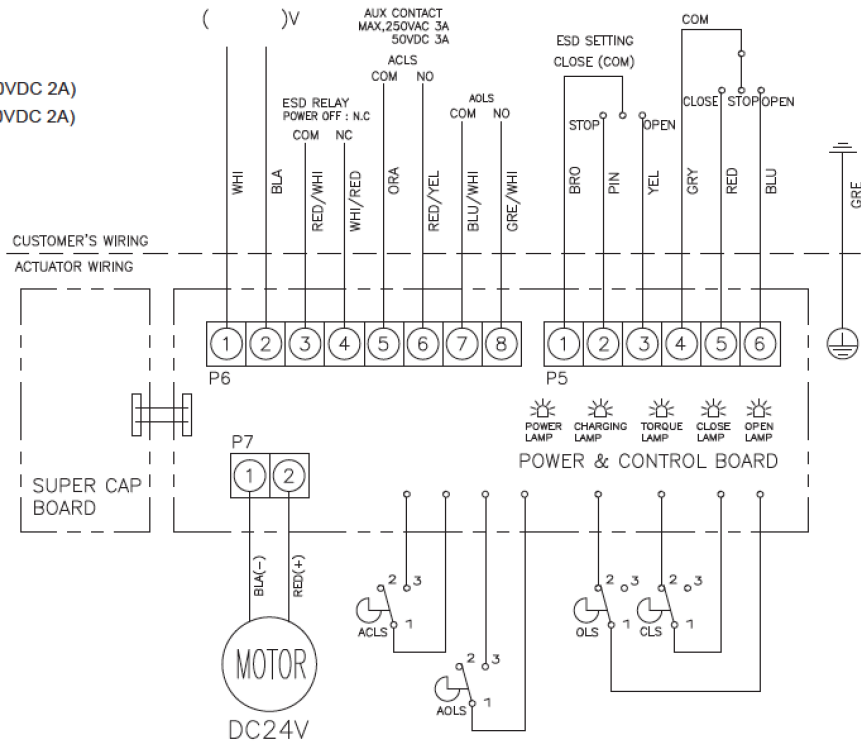 (        )V
AUX CONTACT
MAX,250VAC 3A
50VDC 3A
ACLS
COM NO
0VDC 2A)
0VDC 2A)
ESD RELAY
POWER OFF : N.C
COM NC
AOLS
COM NO
ESD SETTING
CLOSE (COM)
STOP OPEN
COM
CLOSE STOP OPEN
WHI
BLA
RED/WHI
WHI/RED
ORA
RED/YEL
BLU/WHI
GRE/WHI
BRO
PIN
YEL
GRY
RED
BLU
GRE
CUSTOMER'S WIRING
ACTUATOR WIRING
1 2 3 4 5 6 7 8
P6
1 2 3 4 5 6
P5
POWER LAMP
CHARGING LAMP
TORQUE LAMP
CLOSE LAMP
OPEN LAMP
POWER & CONTROL BOARD
P7
1 2
SUPER CAP
BOARD
BLA(-)
RED(+)
MOTOR
DC24V
2 3
1
ACLS
2 3
1
AOLS
2 3
1
OLS
2 3
1
CLS